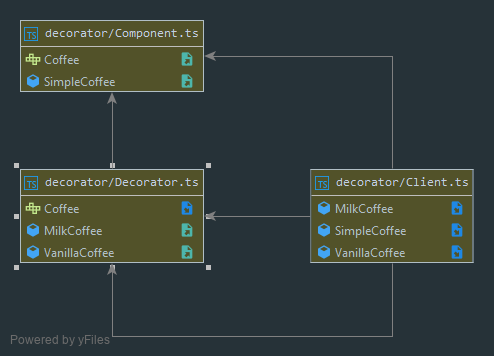 TS decorator/Component.ts
Coffee
SimpleCoffee
TS decorator/Decorator.ts
Coffee
MilkCoffee
VanillaCoffee
TS decorator/Client.ts
MilkCoffee
SimpleCoffee
VanillaCoffee
Powered by yFiles